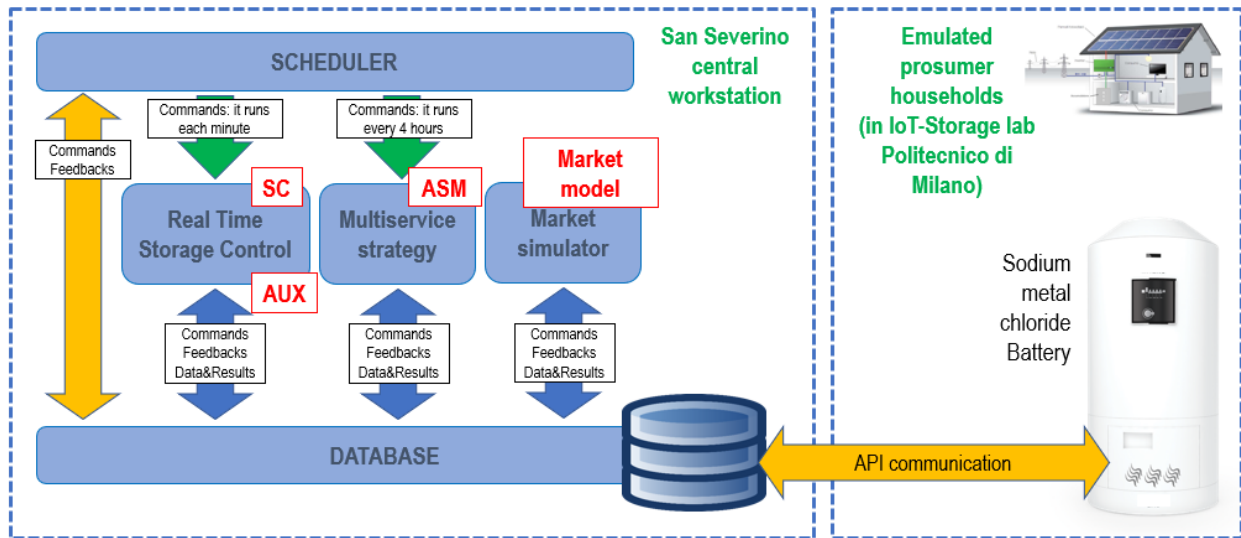 SCHEDULER
San Severino
central
workstation
Emulated
prosumer
households
(in IoT-Storage lab
Politecnico di
Milano)
Commands: it runs
each minute
Commands: it runs
every 4 hours
Commands
Feedbacks
SC
ASM
Market
model
Real Time
Storage Control
Multiservice
strategy
Market
simulator
AUX
Commands
Feedbacks
Data&Results
Commands
Feedbacks
Data&Results
Commands
Feedbacks
Data&Results
Sodium
metal
chloride
Battery
DATABASE
API communication